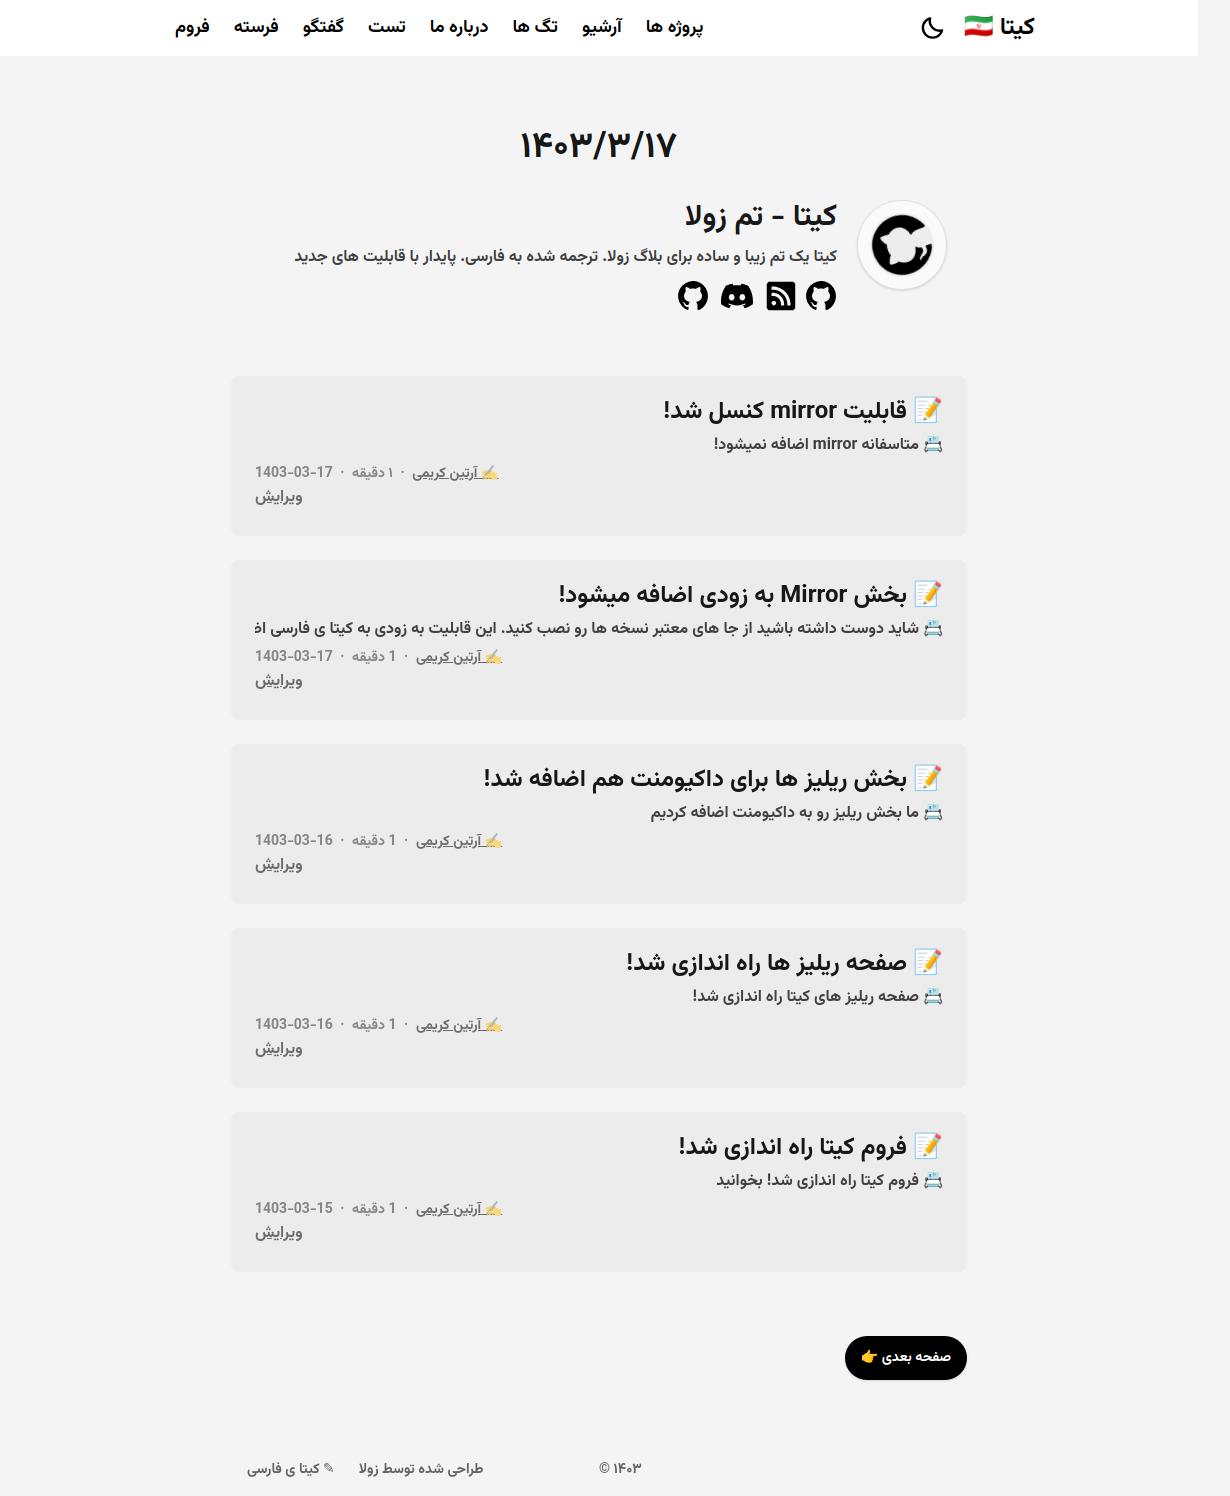 کیتا 🇮🇷
پروژه ها
آرشیو
تگ ها
درباره ما
تست
گفتگو
فرسته
فروم
۱۴۰۳/۳/۱۷
کیتا - تم زولا
کیتا یک تم زیبا و ساده برای بلاگ زولا. ترجمه شده به فارسی. پایدار با قابلیت های جدید
📝 قابلیت mirror کنسل شد!
📇 متاسفانه mirror اضافه نمیشود!
✍️ آرتین کریمی · ۱ دقیقه · 1403-03-17
ویرایش
📝 بخش Mirror به زودی اضافه میشود!
📇 شاید دوست داشته باشید از جا های معتبر نسخه ها رو نصب کنید. این قابلیت به زودی به کیتا ی فارسی اض
✍️ آرتین کریمی · 1 دقیقه · 1403-03-17
ویرایش
📝 بخش ریلیز ها برای داکیومنت هم اضافه شد!
📇 ما بخش ریلیز رو به داکیومنت اضافه کردیم
✍️ آرتین کریمی · 1 دقیقه · 1403-03-16
ویرایش
📝 صفحه ریلیز ها راه اندازی شد!
📇 صفحه ریلیز های کیتا راه اندازی شد!
✍️ آرتین کریمی · 1 دقیقه · 1403-03-16
ویرایش
📝 فروم کیتا راه اندازی شد!
📇 فروم کیتا راه اندازی شد! بخوانید
✍️ آرتین کریمی · 1 دقیقه · 1403-03-15
ویرایش
صفحه بعدی 👉
۱۴۰۳ ©
طراحی شده توسط زولا
✎ کیتا ی فارسی